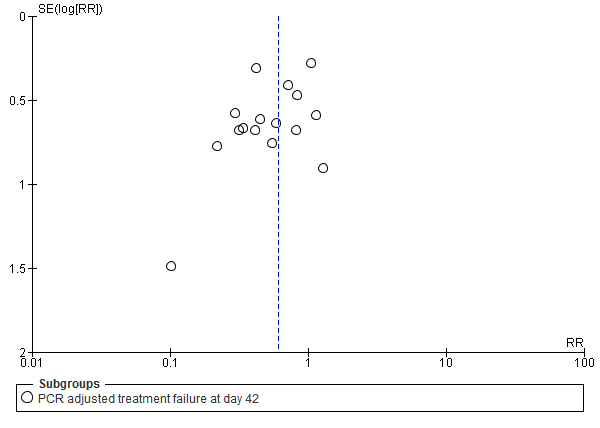 SE(log[RR])
0
0.5
1
1.5
2
RR
0.01 0.1 1 10 100
Subgroups
PCR adjusted treatment failure at day 42